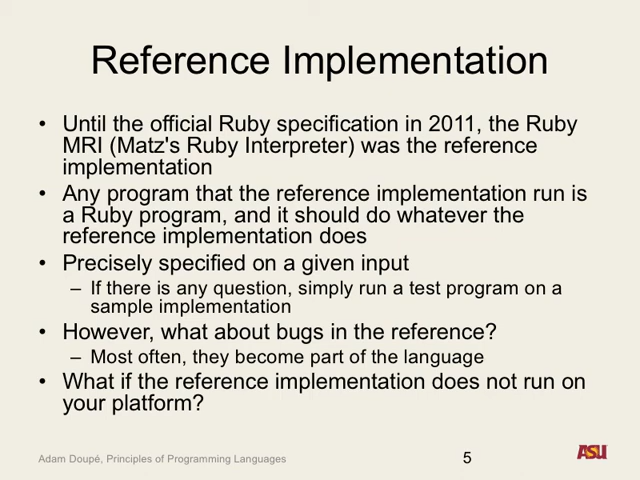 Reference Implementation
• Until the official Ruby specification in 2011, the Ruby
MRI (Matz's Ruby Interpreter) was the reference
implementation
• Any program that the reference implementation run is
a Ruby program, and it should do whatever the
reference implementation does
• Precisely specified on a given input
– If there is any question, simply run a test program on a
sample implementation
• However, what about bugs in the reference?
– Most often, they become part of the language
• What if the reference implementation does not run on
your platform?
Adam Doupé, Principles of Programming Languages
5
ASU